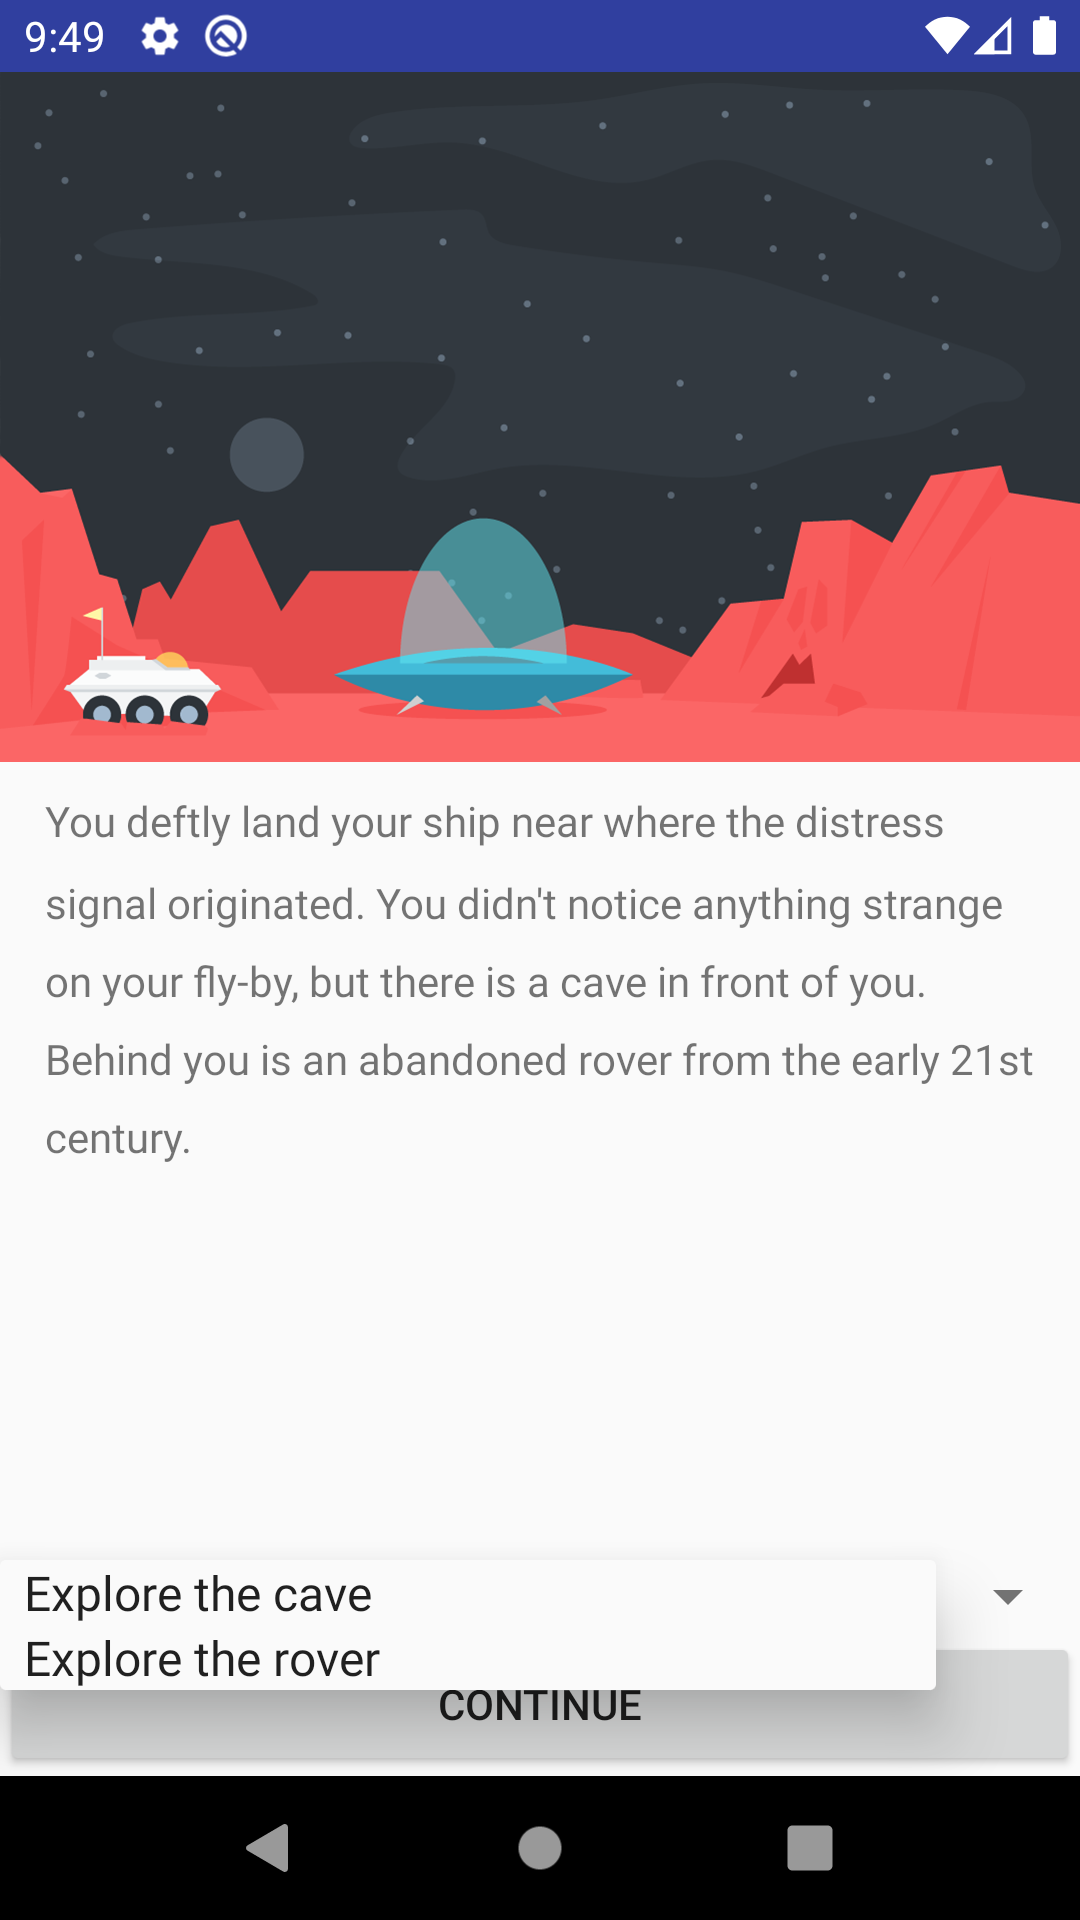 9:49
You deftly land your ship near where the distress
signal originated. You didn't notice anything strange
on your fly-by, but there is a cave in front of you.
Behind you is an abandoned rover from the early 21st
century.
Explore the cave
Explore the rover
CONTINUE